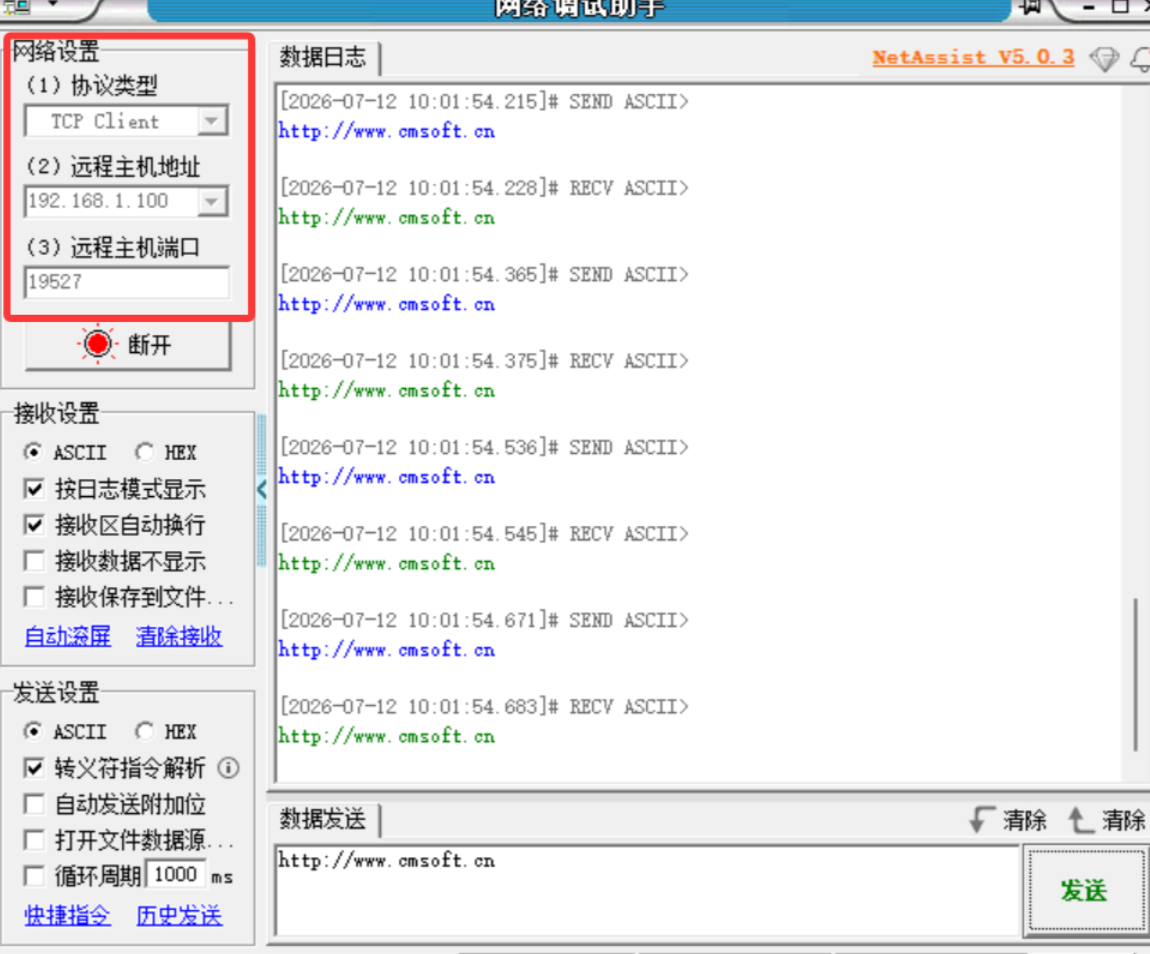 网络调试助手
网络设置
(1) 协议类型
TCP Client
(2) 远程主机地址
192.168.1.100
(3) 远程主机端口
19527
断开
接收设置
ASCII HEX
按日志模式显示
接收区自动换行
接收数据不显示
接收保存到文件...
自动滚屏 清除接收
发送设置
ASCII HEX
转义符指令解析
自动发送附加位
打开文件数据源...
循环周期 1000 ms
快捷指令 历史发送
数据日志 NetAssist V5.0.3
[2026-07-12 10:01:54.215]# SEND ASCII>
http://www.cmsoft.cn
[2026-07-12 10:01:54.228]# RECV ASCII>
http://www.cmsoft.cn
[2026-07-12 10:01:54.365]# SEND ASCII>
http://www.cmsoft.cn
[2026-07-12 10:01:54.375]# RECV ASCII>
http://www.cmsoft.cn
[2026-07-12 10:01:54.536]# SEND ASCII>
http://www.cmsoft.cn
[2026-07-12 10:01:54.545]# RECV ASCII>
http://www.cmsoft.cn
[2026-07-12 10:01:54.671]# SEND ASCII>
http://www.cmsoft.cn
[2026-07-12 10:01:54.683]# RECV ASCII>
http://www.cmsoft.cn
数据发送 清除 清除
http://www.cmsoft.cn
发送